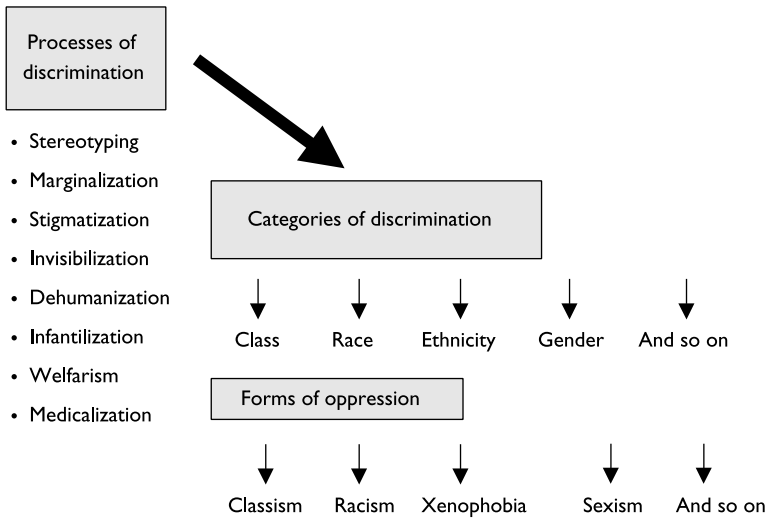 Processes of
discrimination
• Stereotyping
• Marginalization
• Stigmatization
• Invisibilization
• Dehumanization
• Infantilization
• Welfarism
• Medicalization
Categories of discrimination
Class Race Ethnicity Gender And so on
Forms of oppression
Classism Racism Xenophobia Sexism And so on